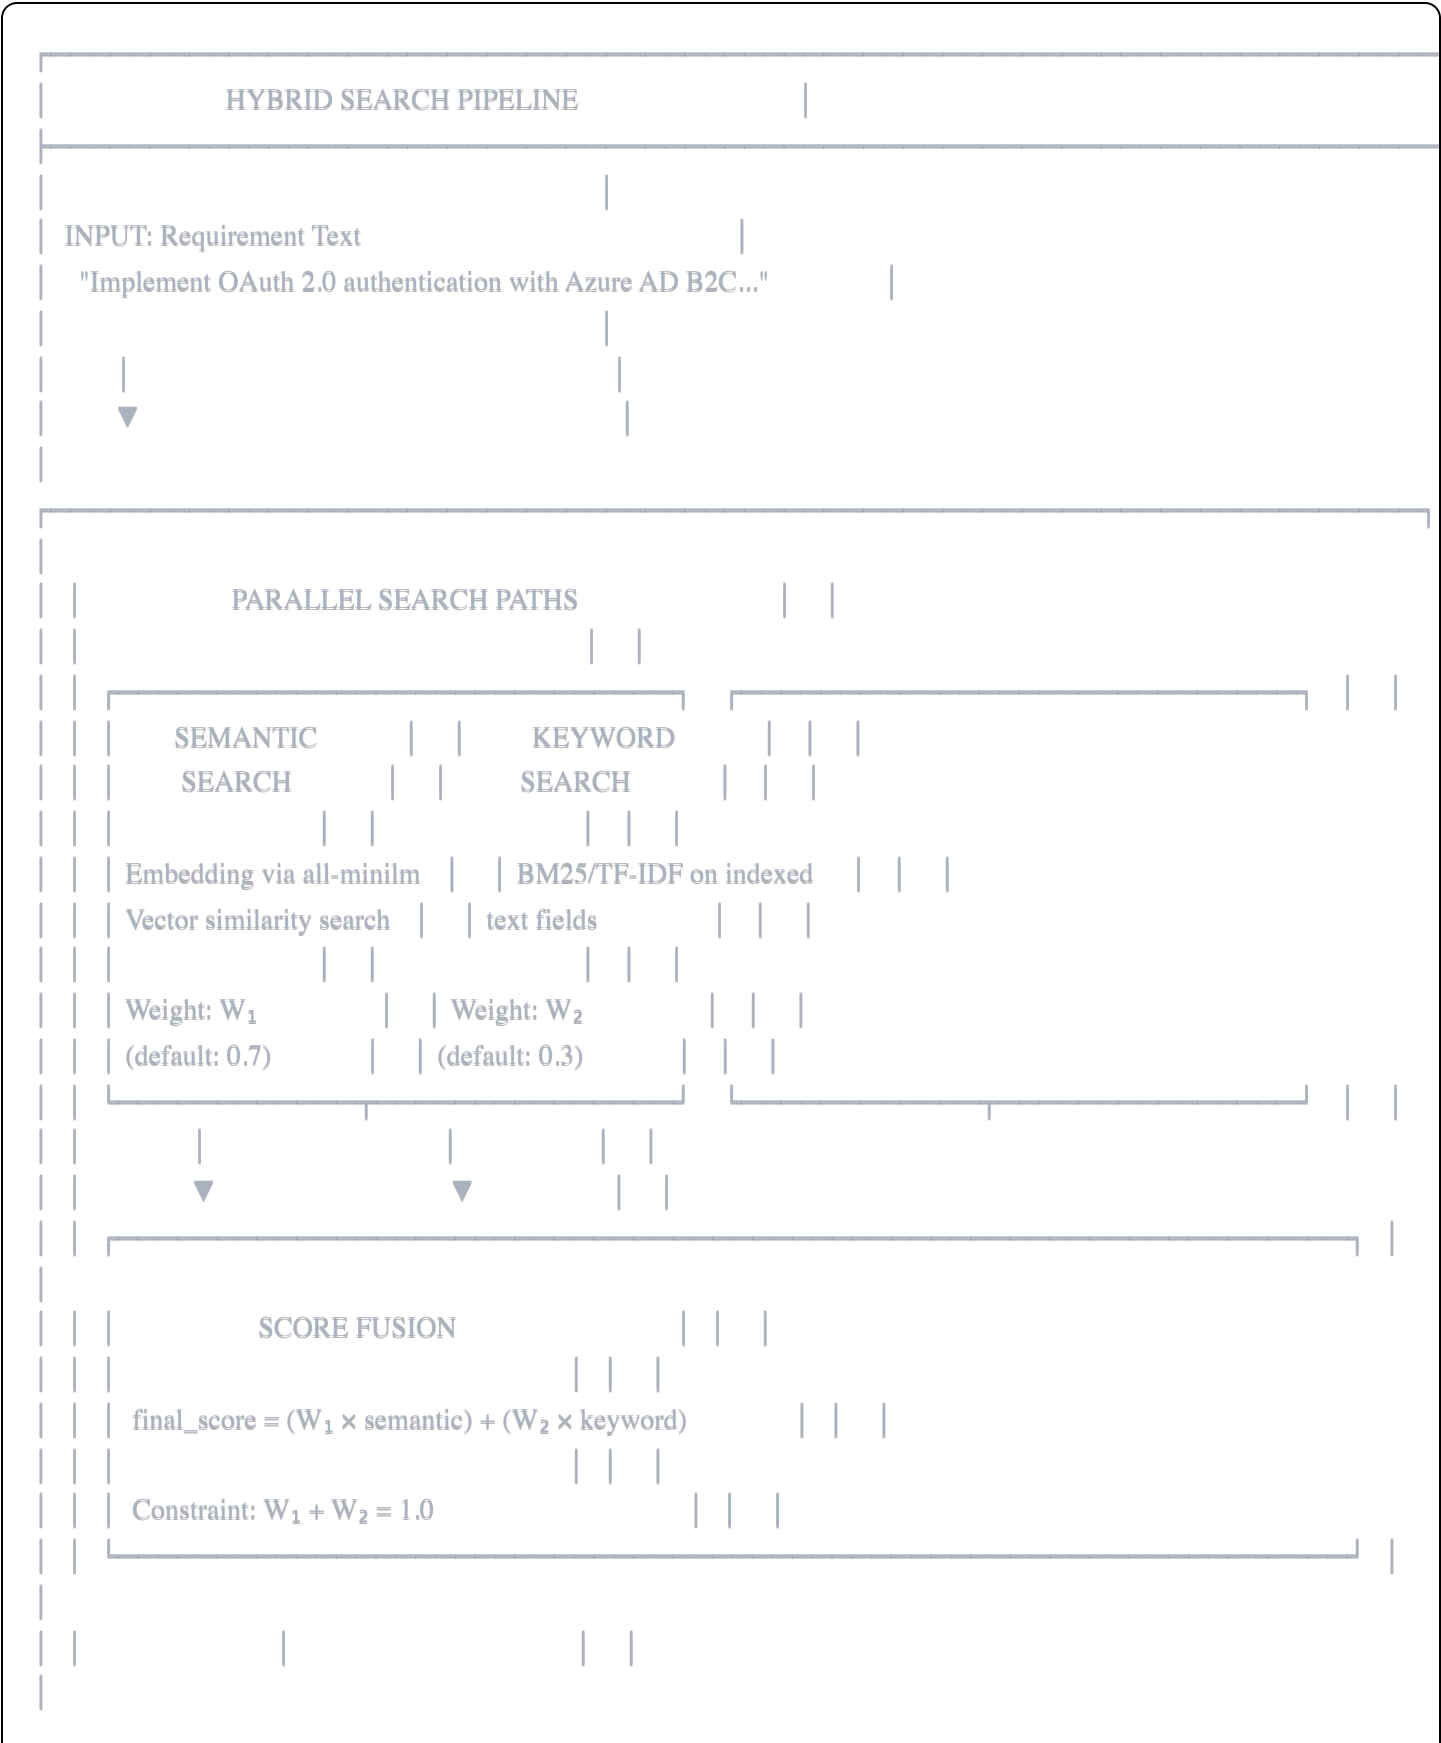 HYBRID SEARCH PIPELINE
INPUT: Requirement Text
"Implement OAuth 2.0 authentication with Azure AD B2C..."
▼
PARALLEL SEARCH PATHS
SEMANTIC KEYWORD
SEARCH SEARCH
Embedding via all-minilm BM25/TF-IDF on indexed
Vector similarity search text fields
Weight: W₁ Weight: W₂
(default: 0.7) (default: 0.3)
▼ ▼
SCORE FUSION
final_score = (W₁ × semantic) + (W₂ × keyword)
Constraint: W₁ + W₂ = 1.0